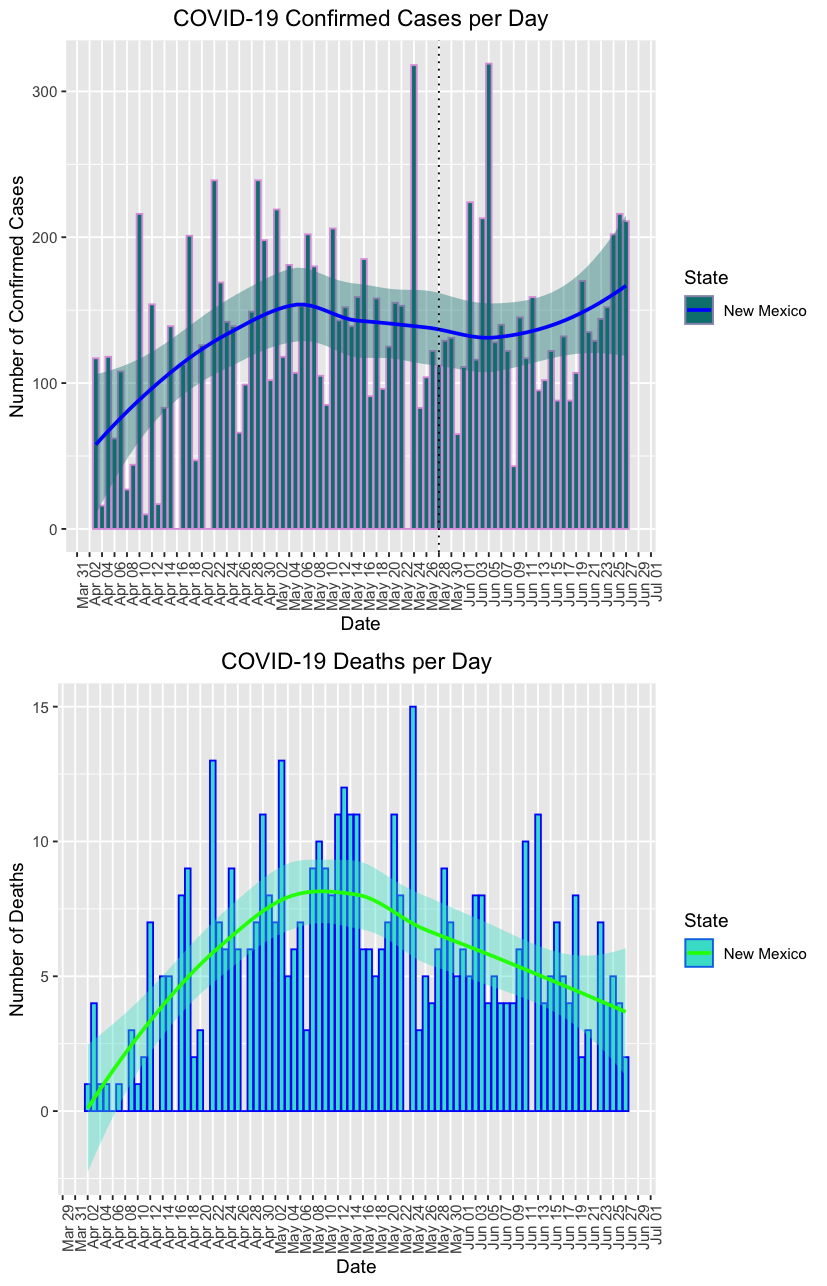 COVID-19 Confirmed Cases per Day
Number of Confirmed Cases
300
200
100
0
Mar 31
Apr 02
Apr 04
Apr 06
Apr 08
Apr 10
Apr 12
Apr 14
Apr 16
Apr 18
Apr 20
Apr 22
Apr 24
Apr 26
Apr 28
Apr 30
May 02
May 04
May 06
May 08
May 10
May 12
May 14
May 16
May 18
May 20
May 22
May 24
May 26
May 28
May 30
Jun 01
Jun 03
Jun 05
Jun 07
Jun 09
Jun 11
Jun 13
Jun 15
Jun 17
Jun 19
Jun 21
Jun 23
Jun 25
Jun 27
Jun 29
Jul 01
Date
State
New Mexico
COVID-19 Deaths per Day
Number of Deaths
15
10
5
0
Mar 29
Mar 31
Apr 02
Apr 04
Apr 06
Apr 08
Apr 10
Apr 12
Apr 14
Apr 16
Apr 18
Apr 20
Apr 22
Apr 24
Apr 26
Apr 28
Apr 30
May 02
May 04
May 06
May 08
May 10
May 12
May 14
May 16
May 18
May 20
May 22
May 24
May 26
May 28
May 30
Jun 01
Jun 03
Jun 05
Jun 07
Jun 09
Jun 11
Jun 13
Jun 15
Jun 17
Jun 19
Jun 21
Jun 23
Jun 25
Jun 27
Jun 29
Jul 01
Date
State
New Mexico